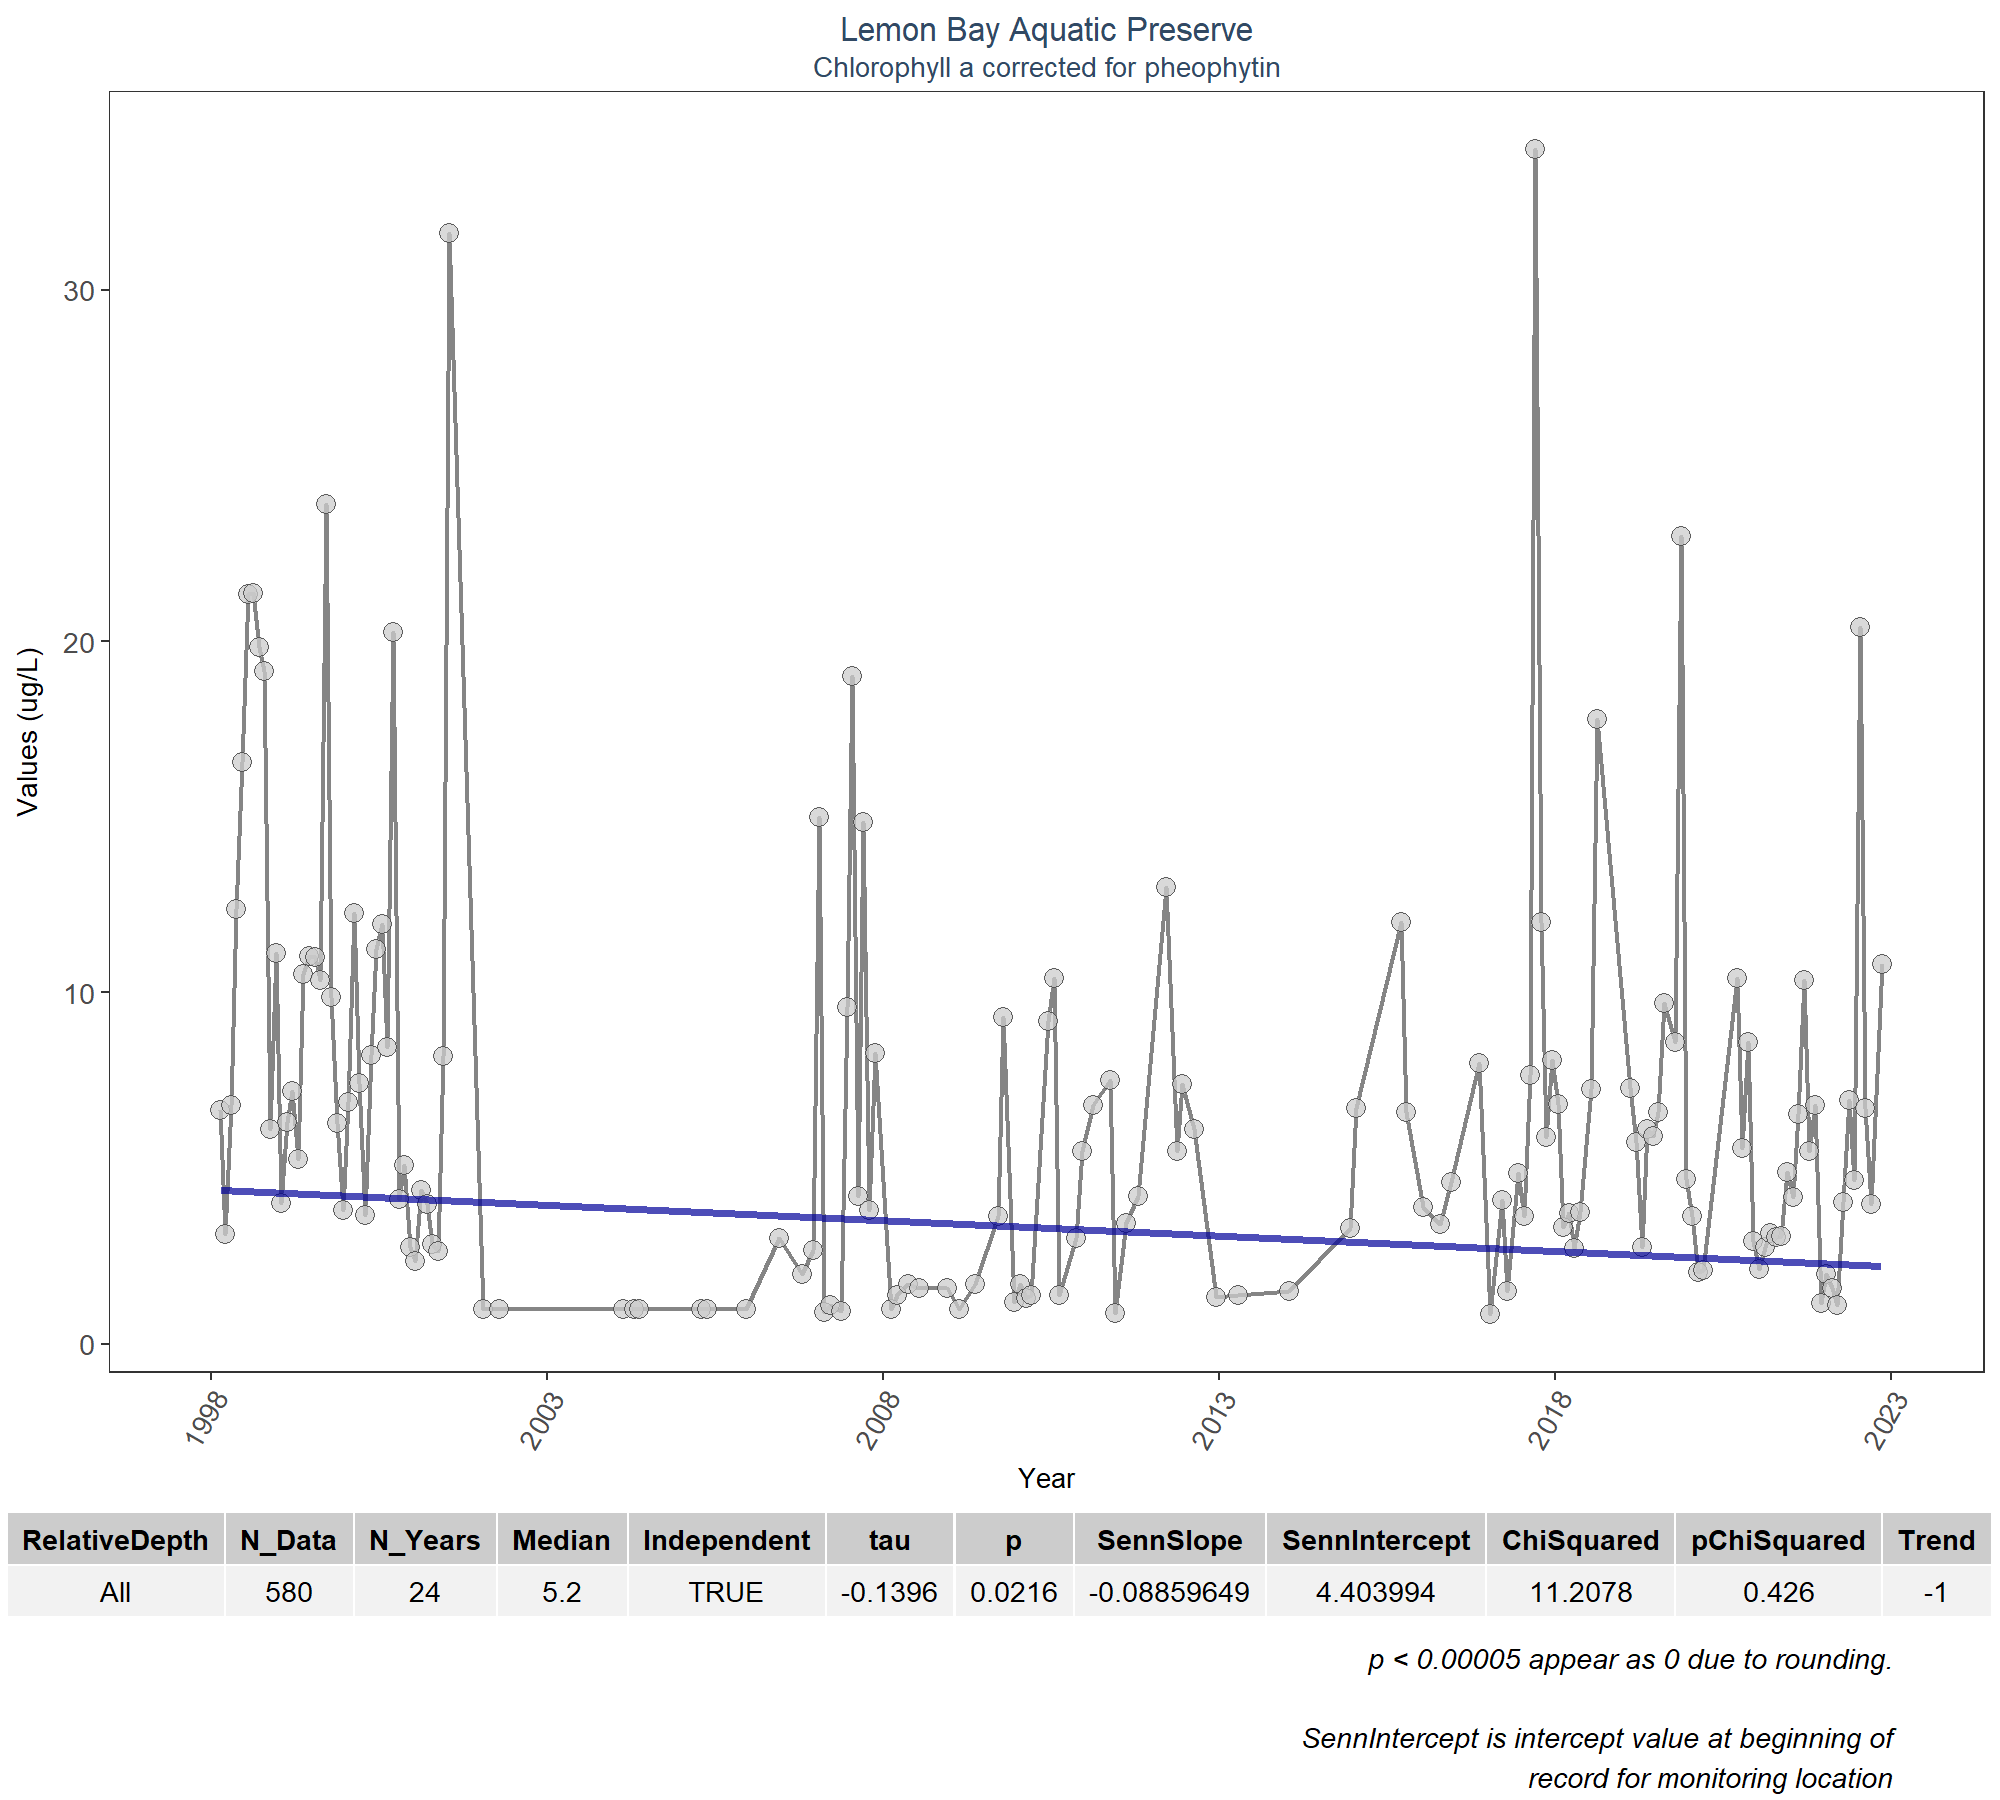 Lemon Bay Aquatic Preserve
Chlorophyll a corrected for pheophytin
Values (ug/L)
30
20
10
0
1998 2003 2008 2013 2018 2023
Year
RelativeDepth N_Data N_Years Median Independent tau p SennSlope SennIntercept ChiSquared pChiSquared Trend
All 580 24 5.2 TRUE -0.1396 0.0216 -0.08859649 4.403994 11.2078 0.426 -1
p < 0.00005 appear as 0 due to rounding.
SennIntercept is intercept value at beginning of
record for monitoring location